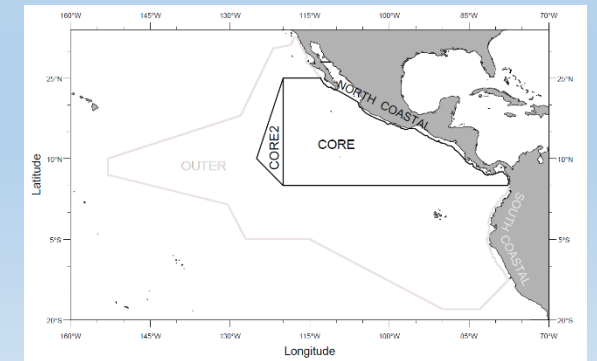 160°W 145°W 130°W 115°W 100°W 85°W 70°W
25°N 25°N
NORTH COASTAL
CORE2
CORE
10°N 10°N
OUTER
Latitude
SOUTH COASTAL
5°S 5°S
20°S 20°S
160°W 145°W 130°W 115°W 100°W 85°W 70°W
Longitude